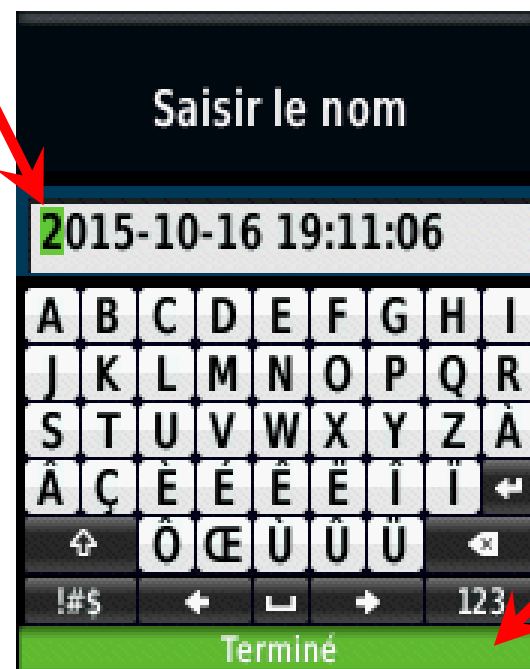 Saisir le nom
2015-10-16 19:11:06
A B C D E F G H I
J K L M N O P Q R
S T U V W X Y Z À
Â Ç È É Ê Ë Î Ï
Ô Œ Ù Û Ü
!#$ 123
Terminé